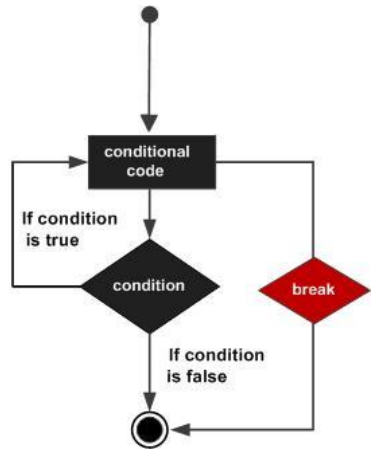 conditional
code
If condition
is true
condition
break
If condition
is false